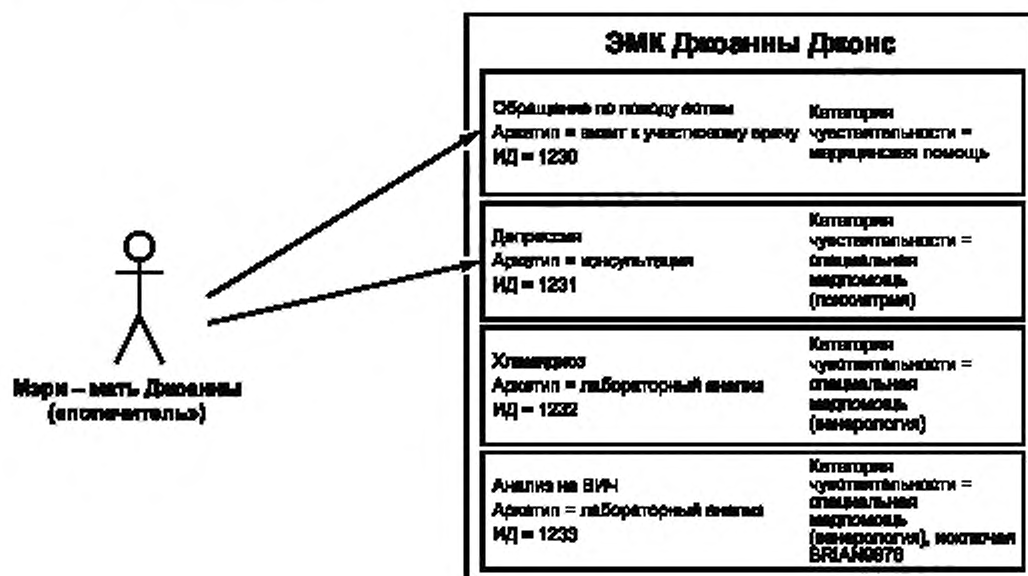 ЭМК Джоанны Джонс
Обращение по поводу астмы
Архетип = визит к участковому врачу
ИД = 1230
Категория
чувствительности =
медицинская помощь
Депрессия
Архетип = консультация
ИД = 1231
Категория
чувствительности =
специальная
медпомощь
(психиатрия)
Хламидиоз
Архетип = лабораторный анализ
ИД = 1232
Категория
чувствительности =
специальная
медпомощь
(венерология)
Анализ на ВИЧ
Архетип = лабораторный анализ
ИД = 1233
Категория
чувствительности =
специальная
медпомощь
(венерология), исключая
BRIAN9876
Мэри – мать Джоанны
(«попечитель»)